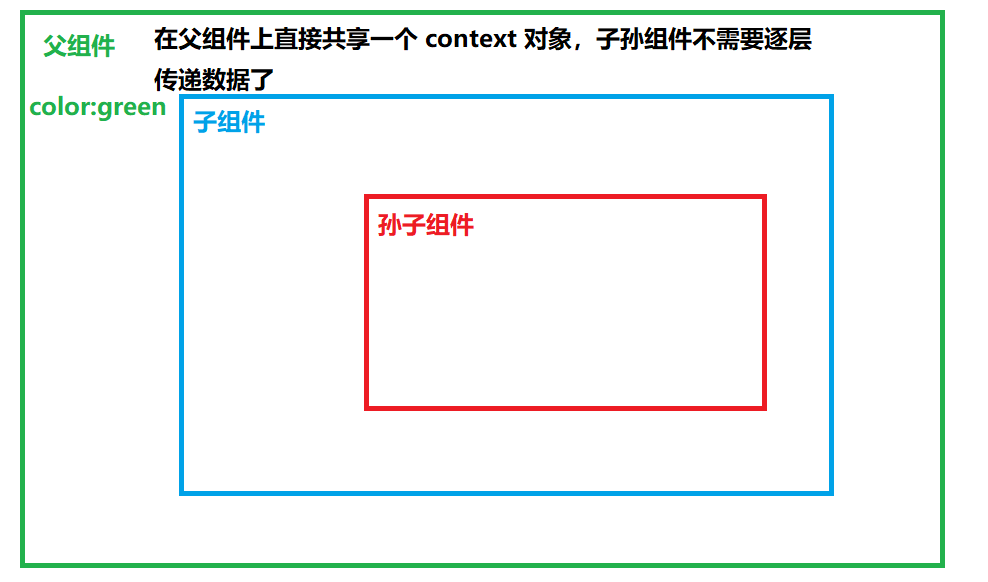 父组件
在父组件上直接共享一个 context 对象，子孙组件不需要逐层
传递数据了
color:green
子组件
孙子组件